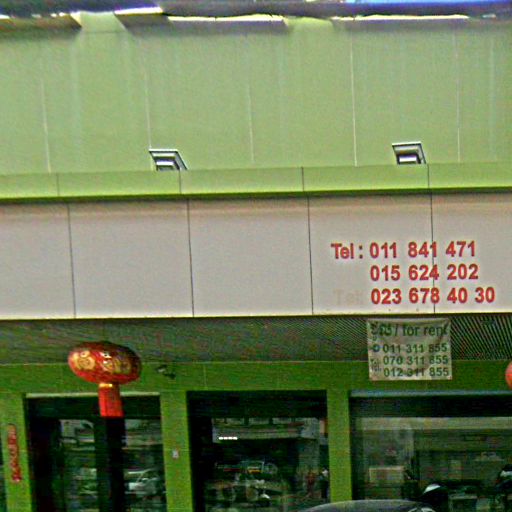 Tel : 011 841 471
015 624 202
023 678 40 30
for rent
011 311 855
070 311 855
012 311 855